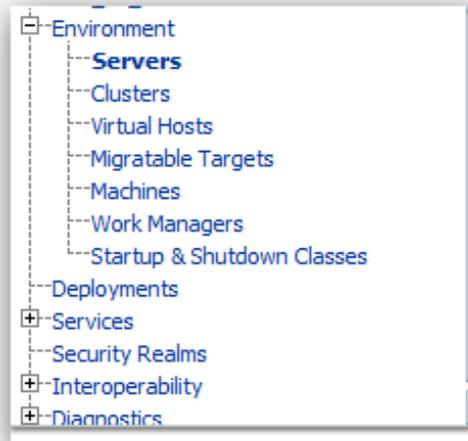 Environment
Servers
Clusters
Virtual Hosts
Migratable Targets
Machines
Work Managers
Startup & Shutdown Classes
Deployments
Services
Security Realms
Interoperability
Diagnostics